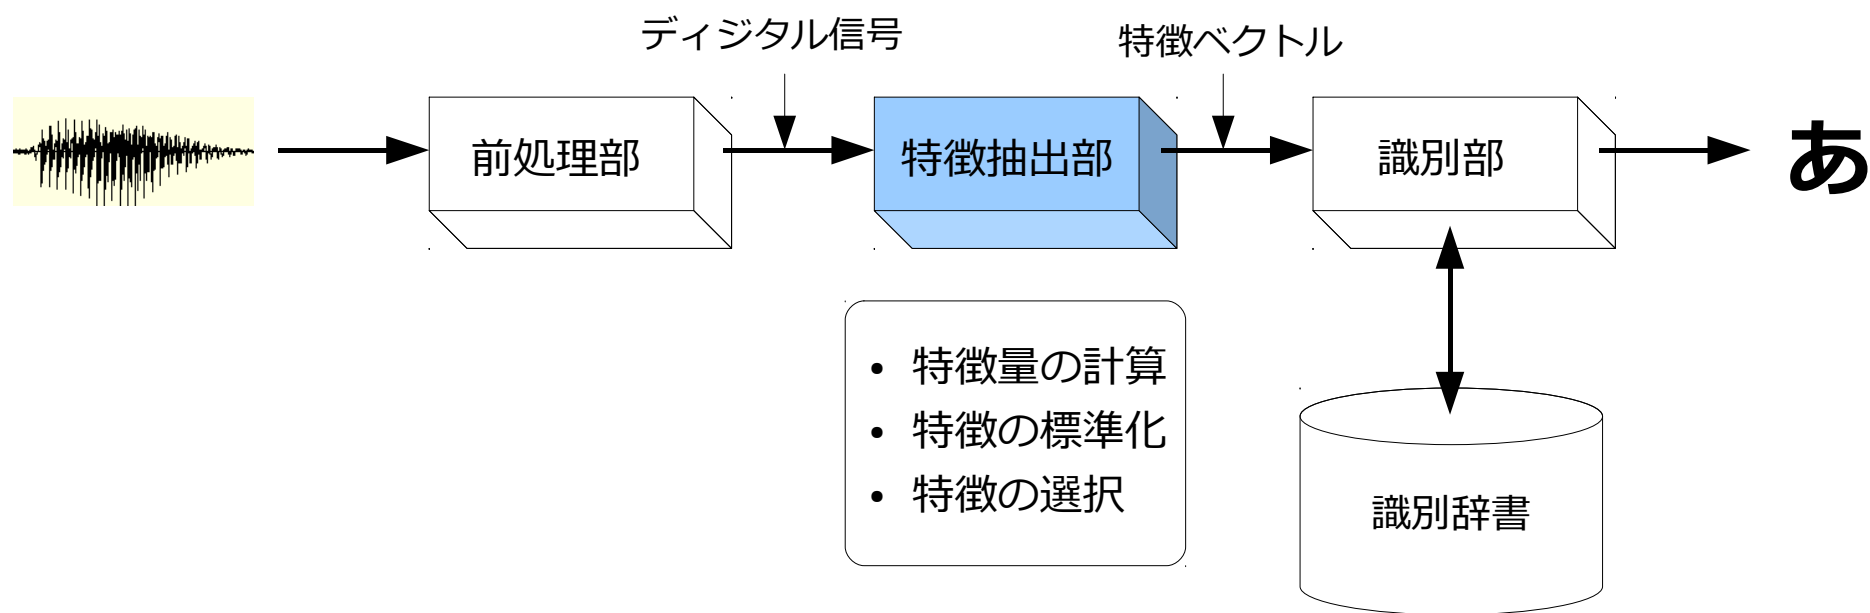 ディジタル信号
特徴ベクトル
前処理部
特徴抽出部
識別部
あ
• 特徴量の計算
• 特徴の標準化
• 特徴の選択
識別辞書